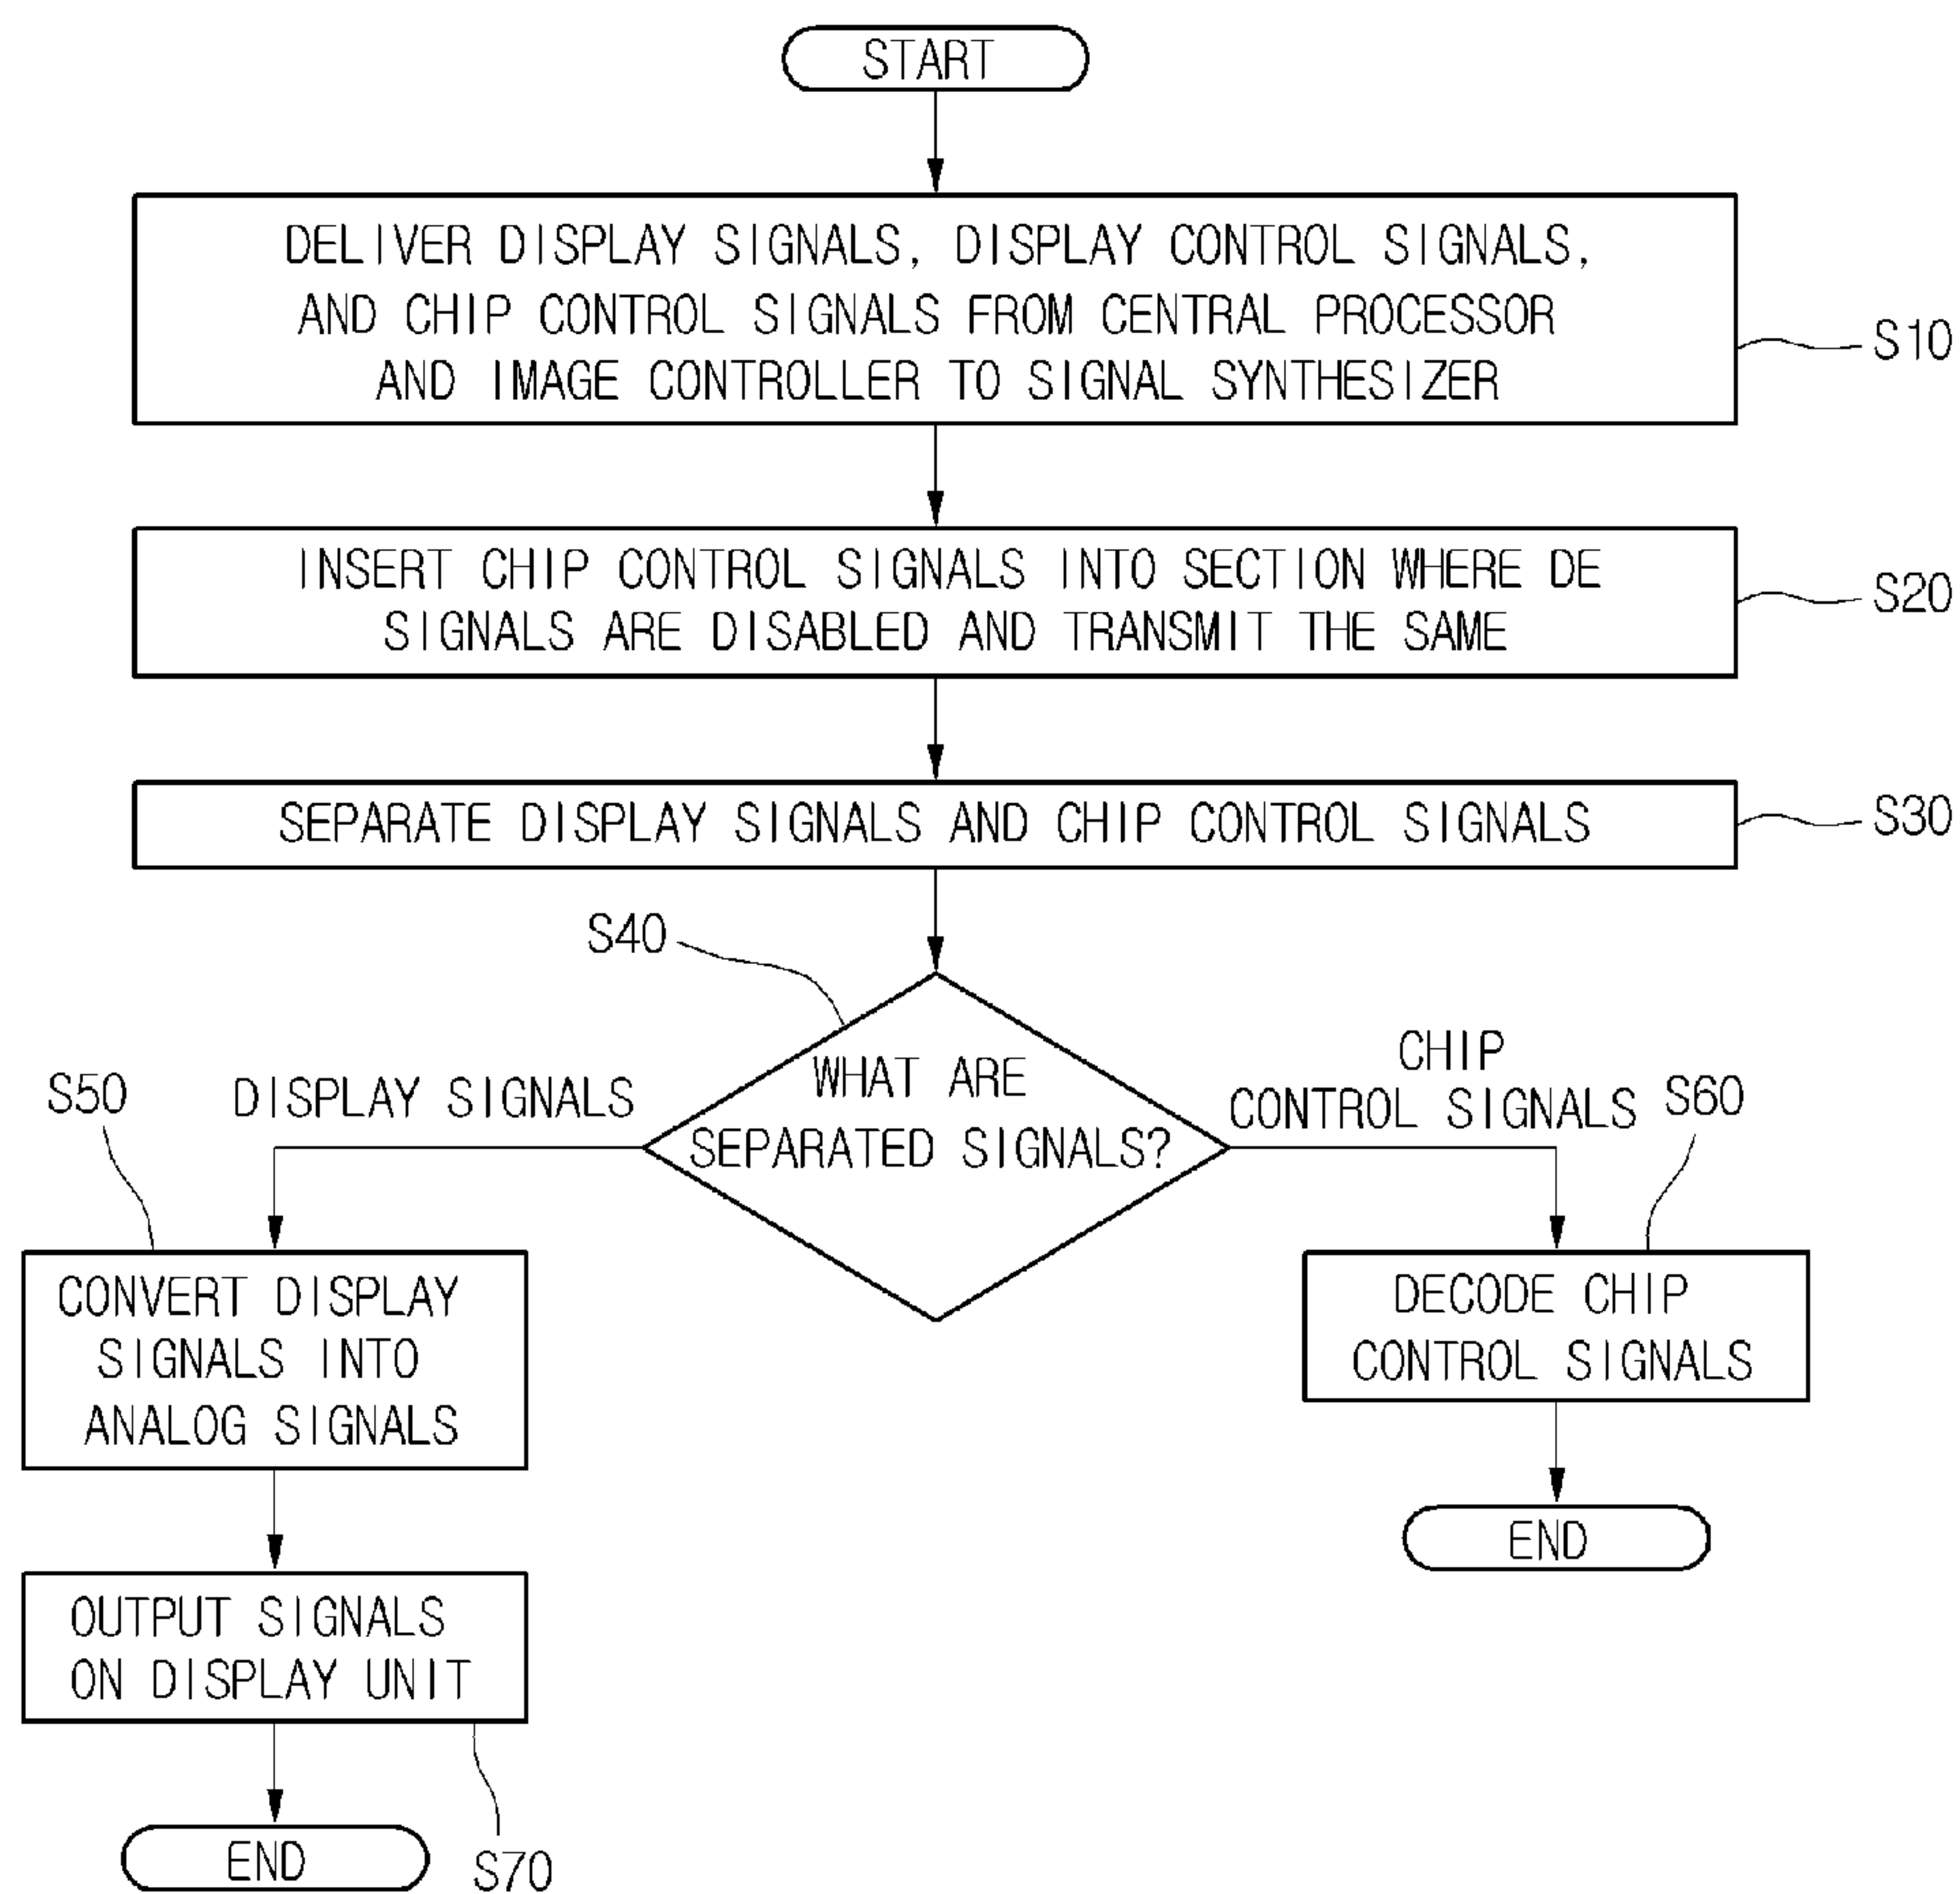 START
DELIVER DISPLAY SIGNALS, DISPLAY CONTROL SIGNALS,
AND CHIP CONTROL SIGNALS FROM CENTRAL PROCESSOR
AND IMAGE CONTROLLER TO SIGNAL SYNTHESIZER
S10
INSERT CHIP CONTROL SIGNALS INTO SECTION WHERE DE
SIGNALS ARE DISABLED AND TRANSMIT THE SAME
S20
SEPARATE DISPLAY SIGNALS AND CHIP CONTROL SIGNALS
S30
S40
WHAT ARE
SEPARATED SIGNALS?
S50
DISPLAY SIGNALS
CHIP
CONTROL SIGNALS
S60
CONVERT DISPLAY
SIGNALS INTO
ANALOG SIGNALS
DECODE CHIP
CONTROL SIGNALS
END
OUTPUT SIGNALS
ON DISPLAY UNIT
END
S70